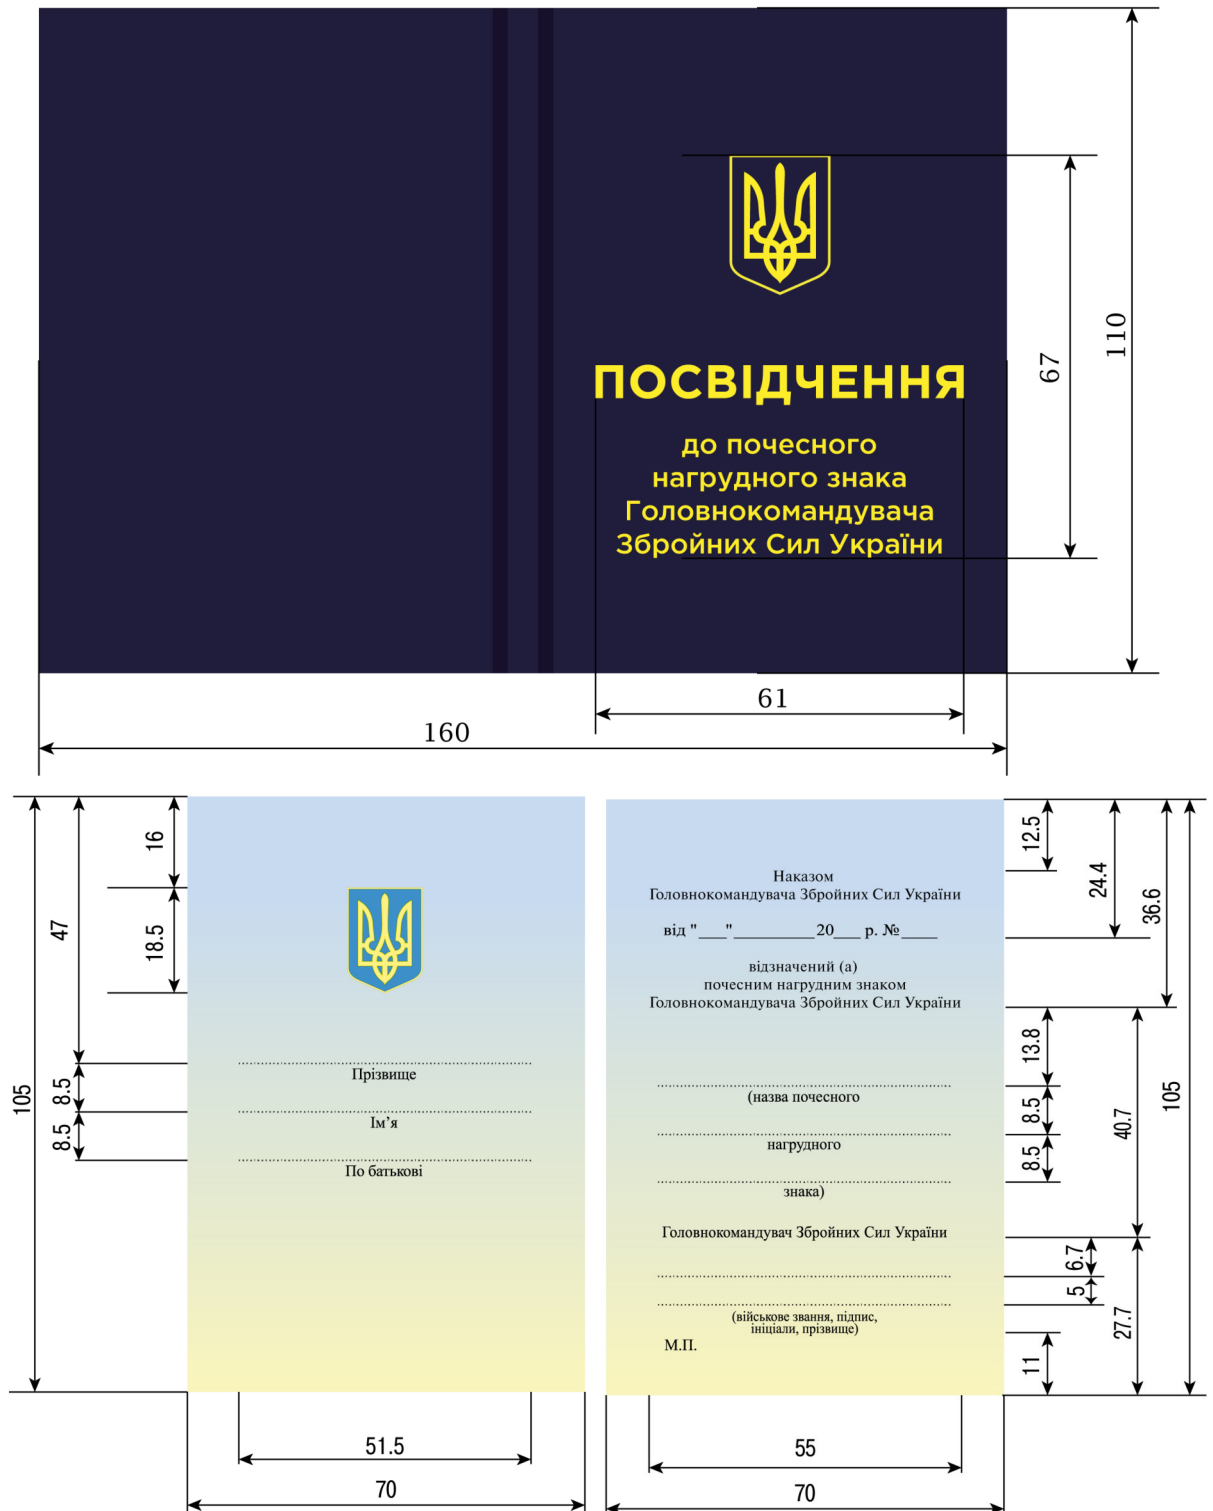 110
67
ПОСВІДЧЕННЯ
до почесного
нагрудного знака
Головнокомандувача
Збройних Сил України
61
160
16
18.5
47
8.5
8.5
105
Прізвище
Ім’я
По батькові
51.5
70
Наказом
Головнокомандувача Збройних Сил України
від "___"__________20___ р. №____
відзначений (а)
почесним нагрудним знаком
Головнокомандувача Збройних Сил України
(назва почесного
нагрудного
знака)
Головнокомандувач Збройних Сил України
(військове звання, підпис,
ініціали, прізвище)
М.П.
12.5
24.4
36.6
13.8
8.5
8.5
40.7
105
6.7
5
27.7
11
55
70